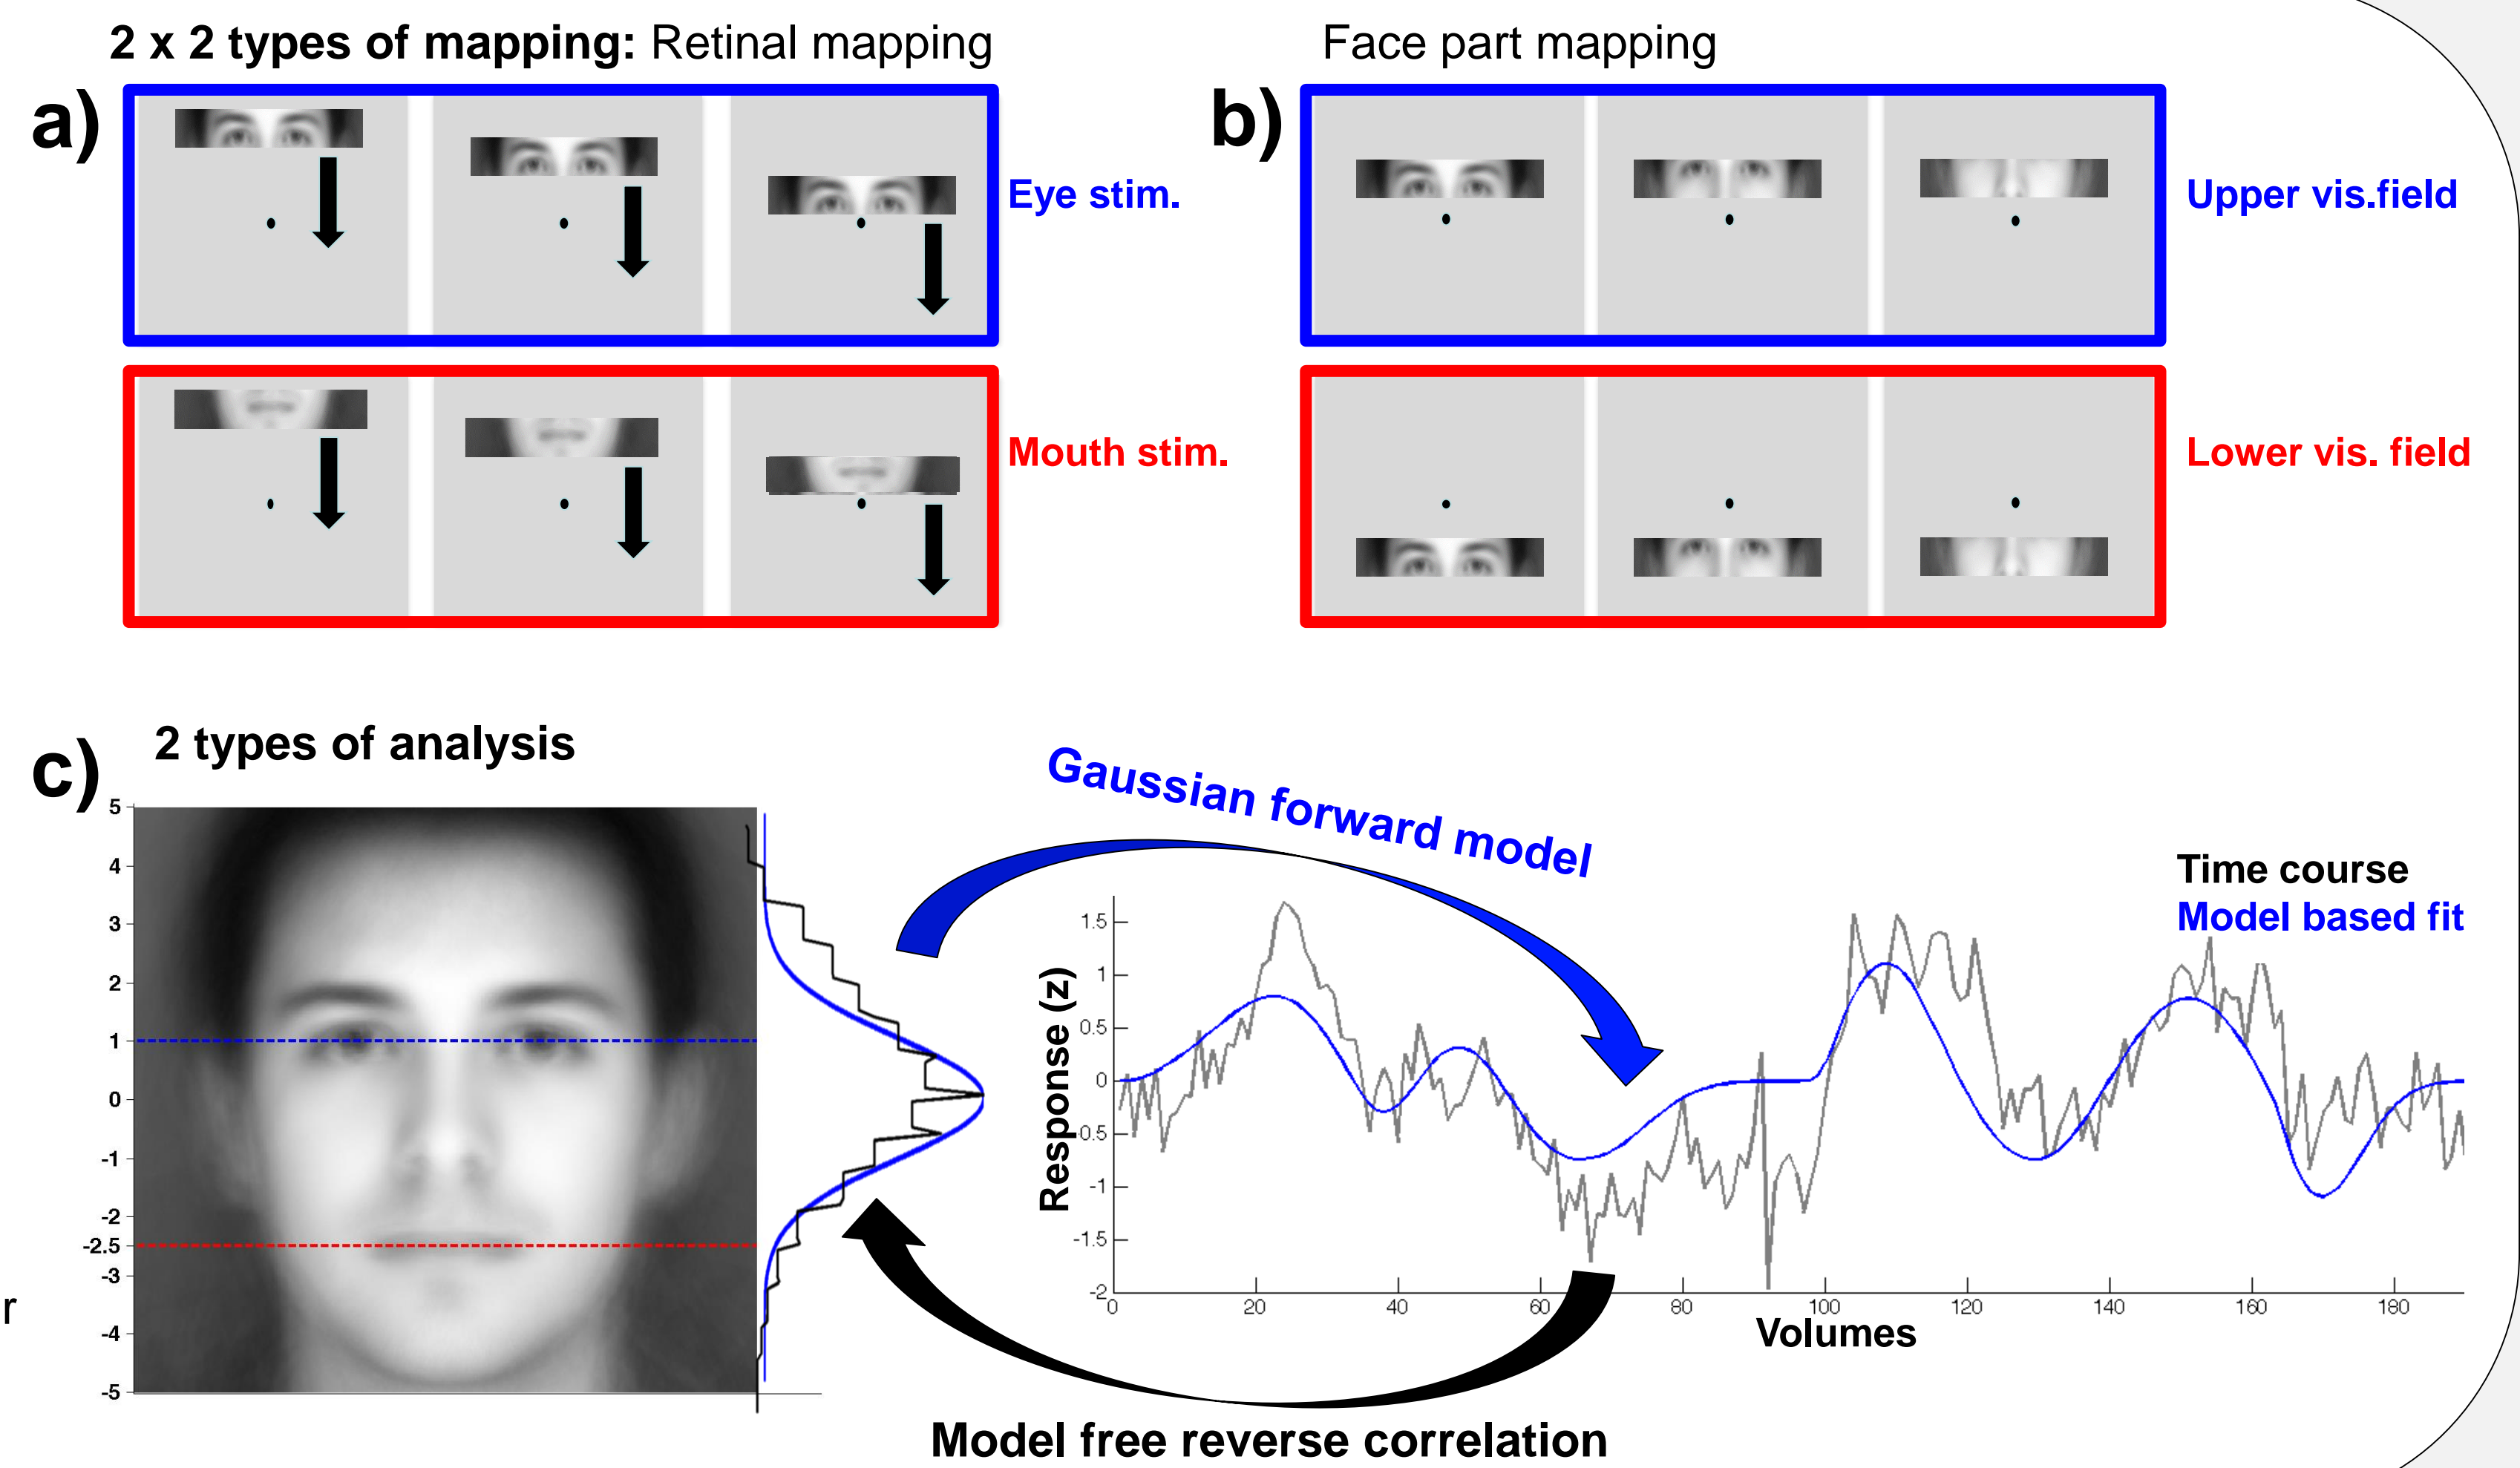 2 x 2 types of mapping: Retinal mapping
Face part mapping
a)
Eye stim.
Mouth stim.
b)
Upper vis.field
Lower vis. field
c)
2 types of analysis
5
4
3
2
1
0
-1
-2
-2.5
-3
-4
-5
r
Gaussian forward model
Time course
Model based fit
Response (z)
1.5
1
0.5
0
-0.5
-1
-1.5
-2
0 20 40 60 80 100 120 140 160 180
Volumes
Model free reverse correlation